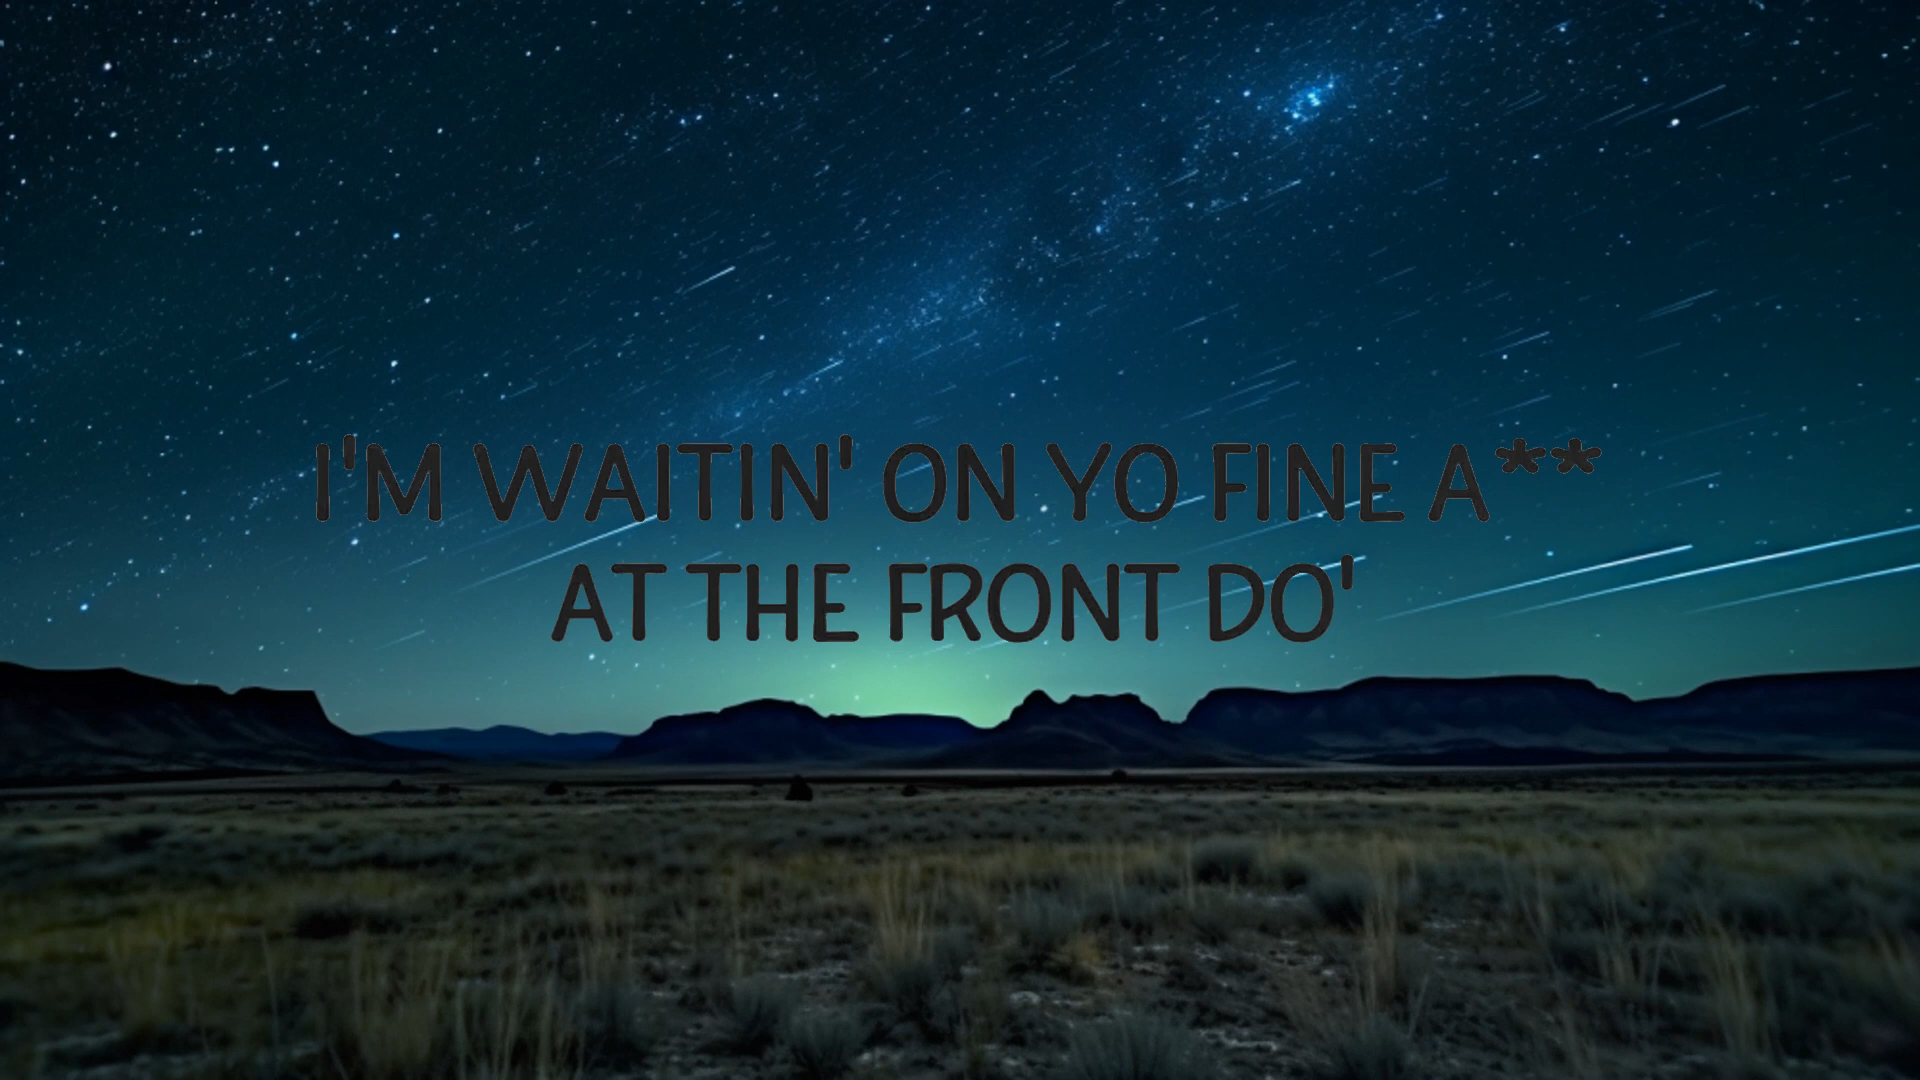 I'M WAITIN' ON YO FINE A**
AT THE FRONT DO'